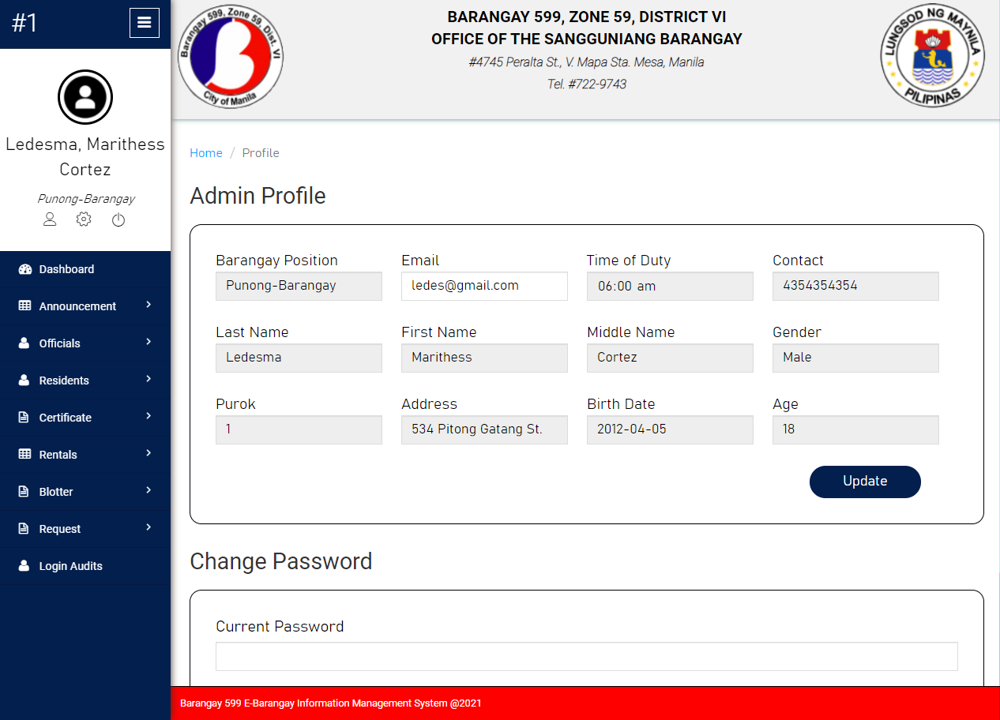 #1
Ledesma, Marithess
Cortez
Punong-Barangay
Dashboard
Announcement
Officials
Residents
Certificate
Rentals
Blotter
Request
Login Audits
Barangay 599, Zone 59, Dist. VI
City of Manila
BARANGAY 599, ZONE 59, DISTRICT VI
OFFICE OF THE SANGGUNIANG BARANGAY
#4745 Peralta St., V. Mapa Sta. Mesa, Manila
Tel. #722-9743
LUNGSOD NG MAYNILA
PILIPINAS
Home / Profile
Admin Profile
Barangay Position Email Time of Duty Contact
Punong-Barangay ledes@gmail.com 06:00 am 4354354354
Last Name First Name Middle Name Gender
Ledesma Marithess Cortez Male
Purok Address Birth Date Age
1 534 Pitong Gatang St. 2012-04-05 18
Update
Change Password
Current Password
Barangay 599 E-Barangay Information Management System @2021